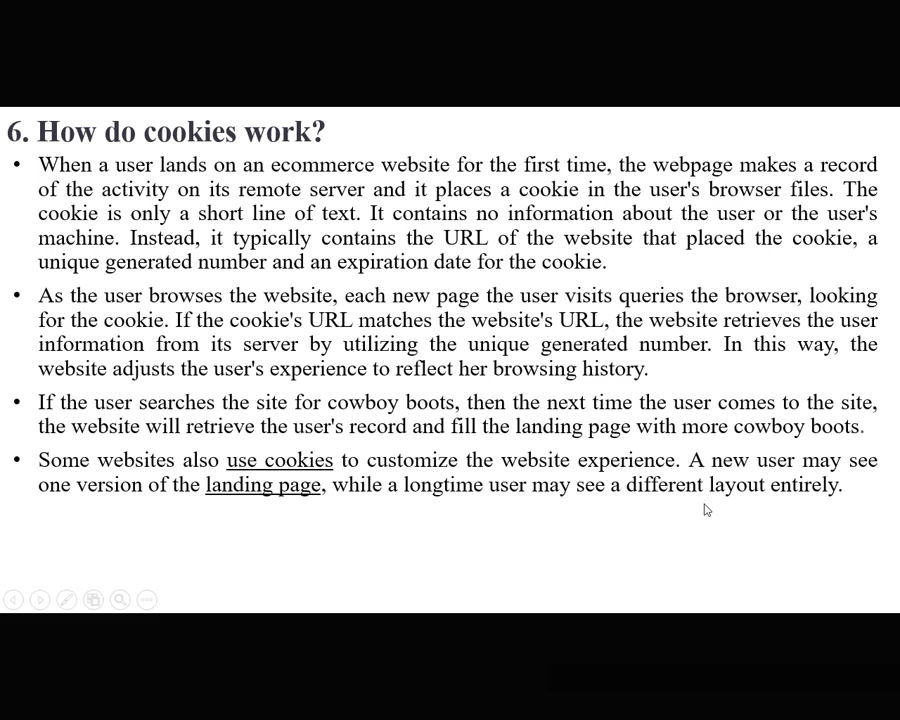 6. How do cookies work?
• When a user lands on an ecommerce website for the first time, the webpage makes a record
of the activity on its remote server and it places a cookie in the user's browser files. The
cookie is only a short line of text. It contains no information about the user or the user's
machine. Instead, it typically contains the URL of the website that placed the cookie, a
unique generated number and an expiration date for the cookie.
• As the user browses the website, each new page the user visits queries the browser, looking
for the cookie. If the cookie's URL matches the website's URL, the website retrieves the user
information from its server by utilizing the unique generated number. In this way, the
website adjusts the user's experience to reflect her browsing history.
• If the user searches the site for cowboy boots, then the next time the user comes to the site,
the website will retrieve the user's record and fill the landing page with more cowboy boots.
• Some websites also use cookies to customize the website experience. A new user may see
one version of the landing page, while a longtime user may see a different layout entirely.